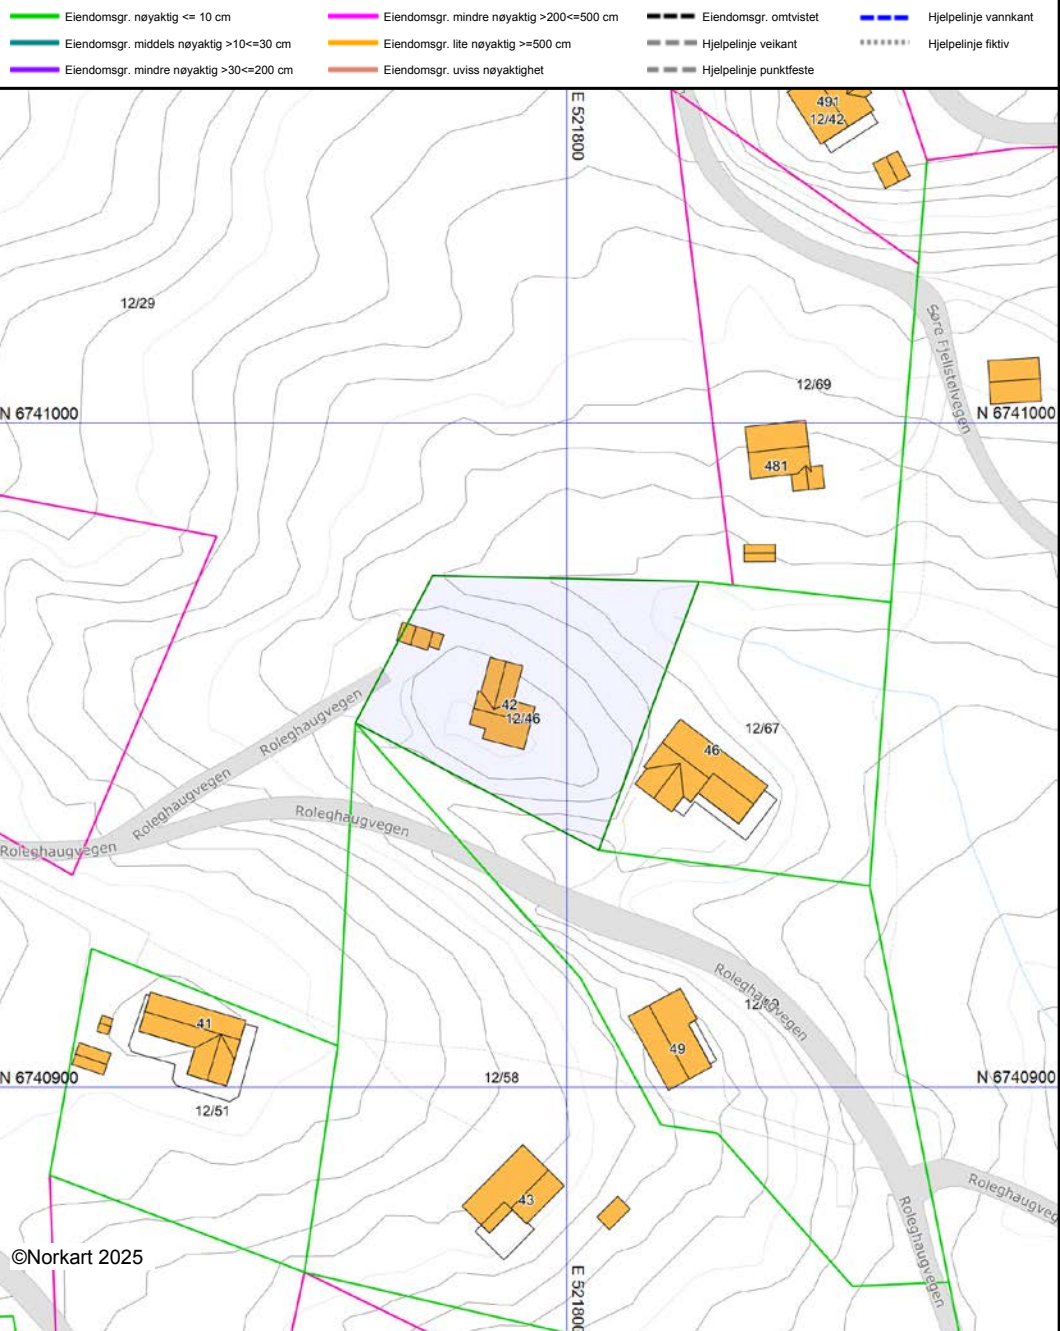 Eiendomsgr. nøyaktig <= 10 cm
Eiendomsgr. mindre nøyaktig >200<=500 cm
Eiendomsgr. omtvistet
Hjelpelinje vannkant
Eiendomsgr. middels nøyaktig >10<=30 cm
Eiendomsgr. lite nøyaktig >=500 cm
Hjelpelinje veikant
Hjelpelinje fiktiv
Eiendomsgr. mindre nøyaktig >30<=200 cm
Eiendomsgr. uviss nøyaktighet
Hjelpelinje punktfeste
E 521800
491
12/42
12/29
Søre Fjellstølvegen
12/69
N 6741000
N 6741000
481
42
12/46
Roleghaugvegen
12/67
46
Roleghaugvegen
Roleghaugvegen
Roleghaugvegen
Roleghaugvegen
41
49
N 6740900
12/58
N 6740900
12/51
43
Roleghaugvegen
Roleghaugveg
©Norkart 2025
E 521800